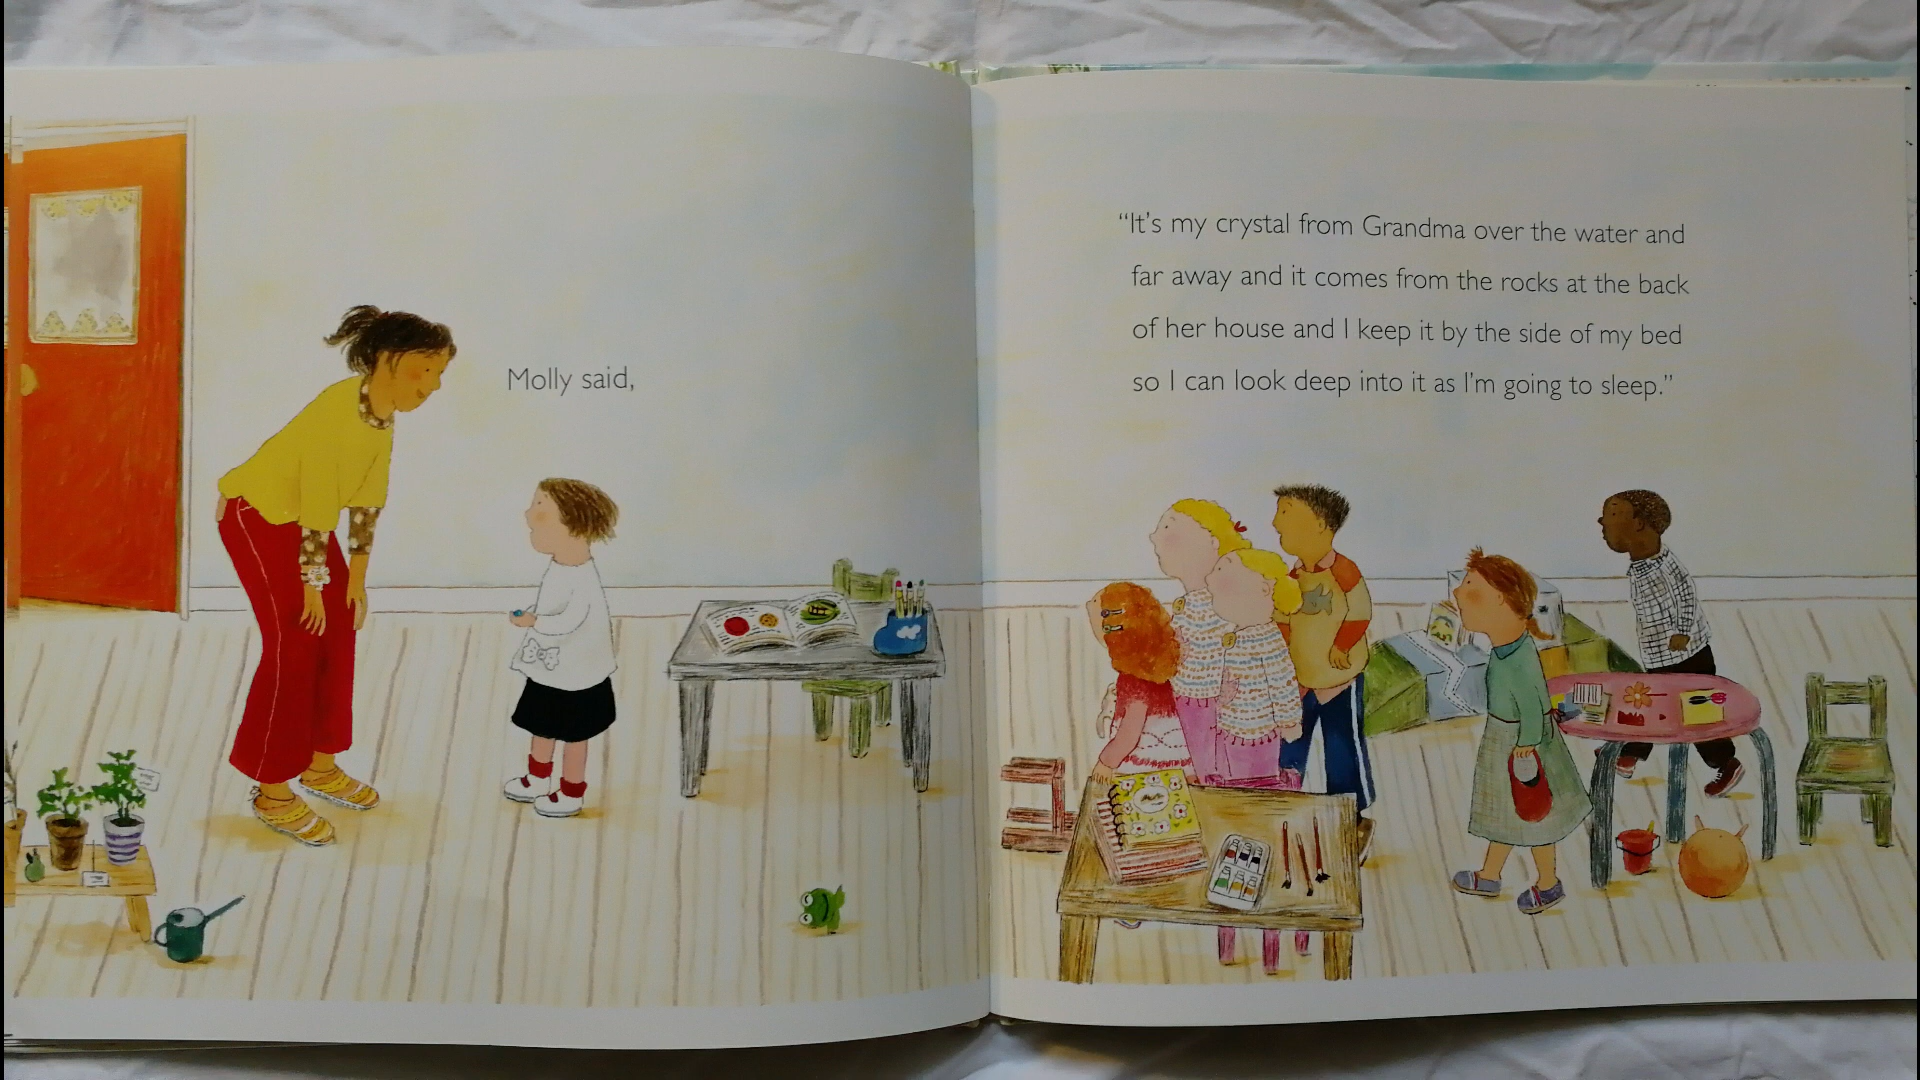 Molly said,
“It's my crystal from Grandma over the water and
far away and it comes from the rocks at the back
of her house and I keep it by the side of my bed
so I can look deep into it as I'm going to sleep.”